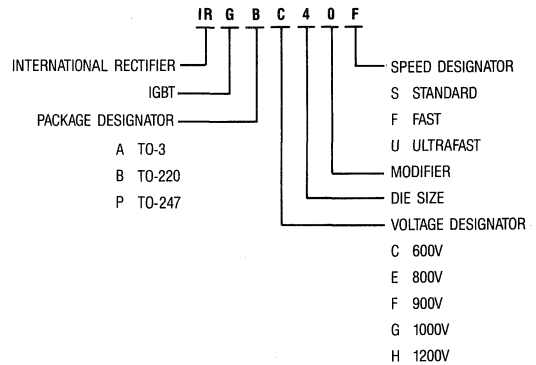 IR G B C 4 0 F
INTERNATIONAL RECTIFIER
IGBT
PACKAGE DESIGNATOR
A TO-3
B TO-220
P TO-247
SPEED DESIGNATOR
S STANDARD
F FAST
U ULTRAFAST
MODIFIER
DIE SIZE
VOLTAGE DESIGNATOR
C 600V
E 800V
F 900V
G 1000V
H 1200V